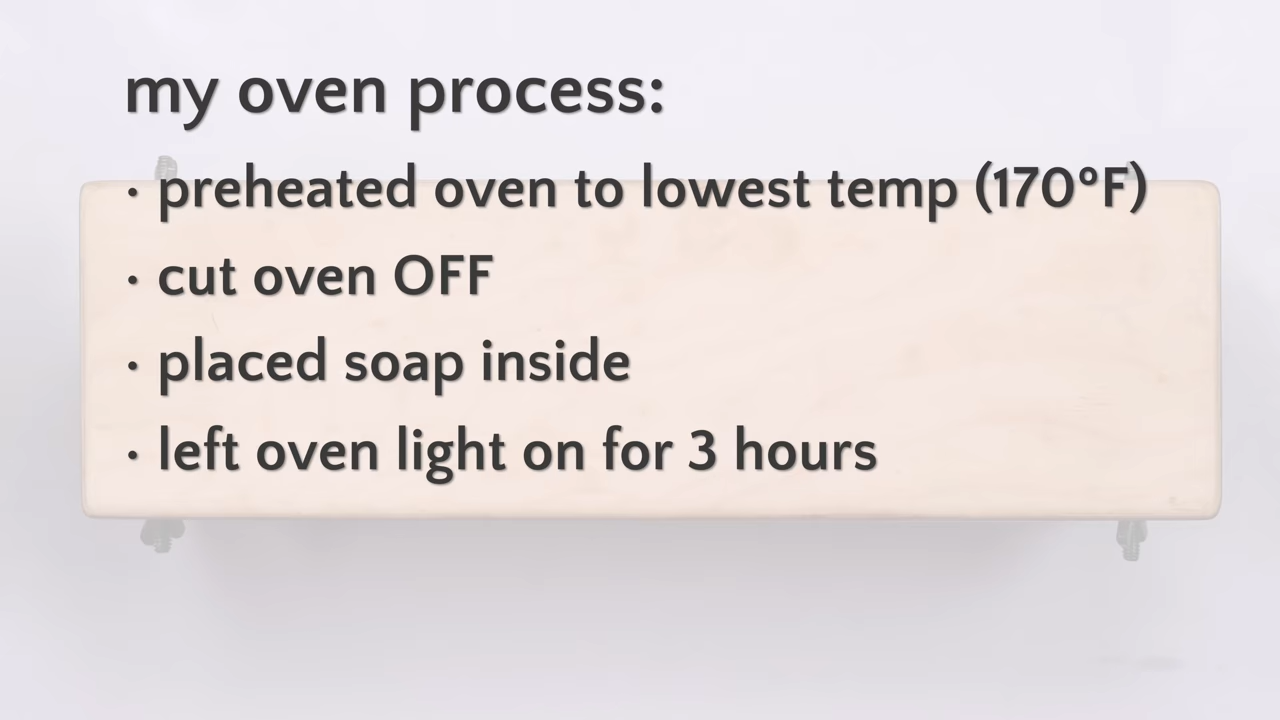 my oven process:
· preheated oven to lowest temp (170°F)
· cut oven OFF
· placed soap inside
· left oven light on for 3 hours